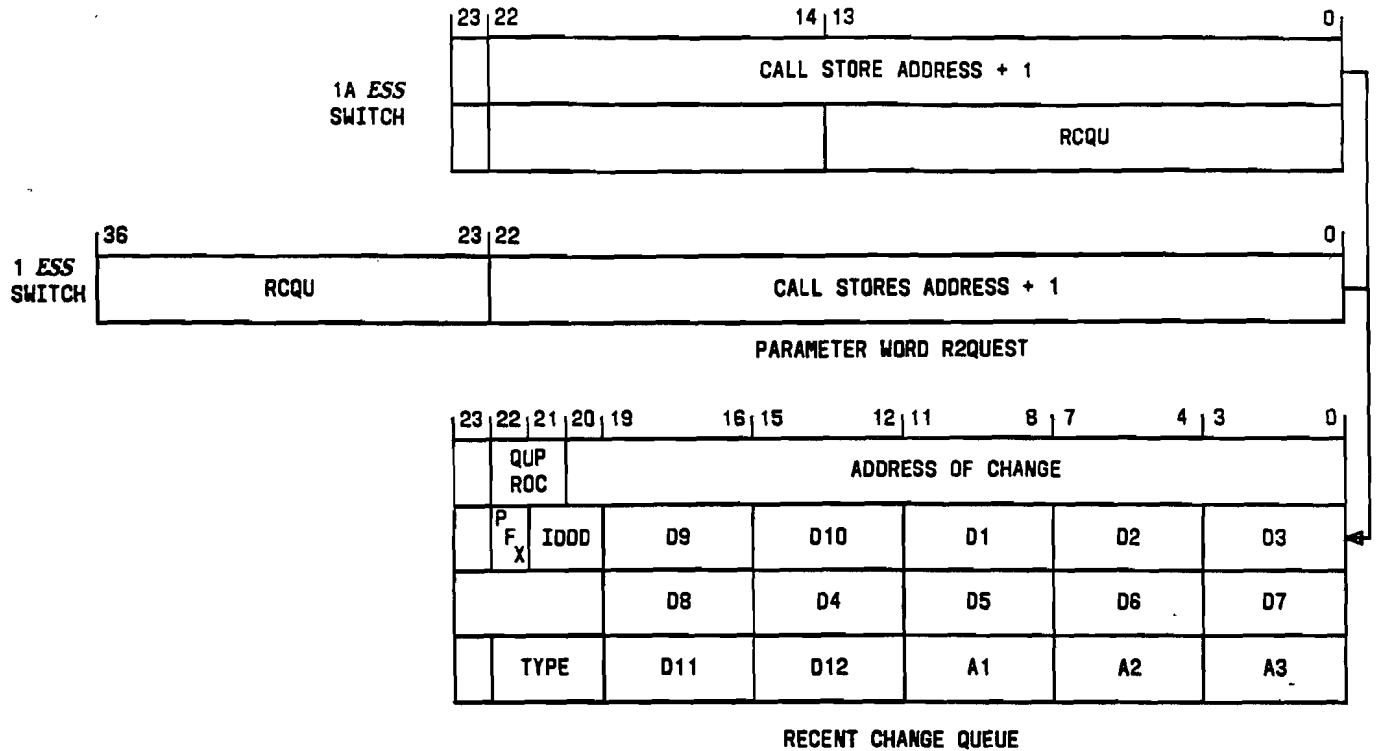 23 22 14 13 0
1A ESS
SWITCH
CALL STORE ADDRESS + 1
RCQU
36 23 22 0
1 ESS
SWITCH
RCQU CALL STORES ADDRESS + 1
PARAMETER WORD R2QUEST
23 22 21 20 19 16 15 12 11 8 7 4 3 0
QUP
ROC
ADDRESS OF CHANGE
PFX IDDD D9 D10 D1 D2 D3
D8 D4 D5 D6 D7
TYPE D11 D12 A1 A2 A3
RECENT CHANGE QUEUE